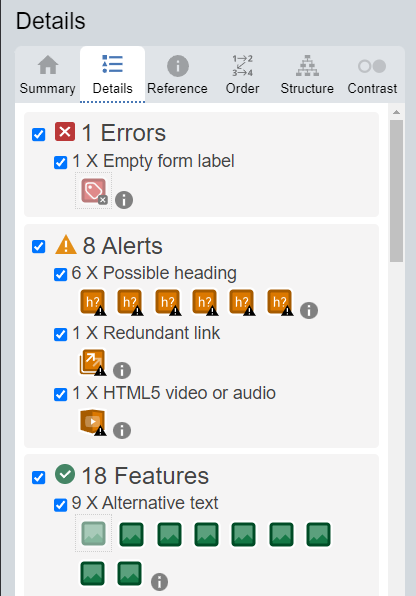 Details
Summary Details Reference Order Structure Contrast
1 Errors
1 X Empty form label
8 Alerts
6 X Possible heading
h? h? h? h? h? h?
1 X Redundant link
1 X HTML5 video or audio
18 Features
9 X Alternative text